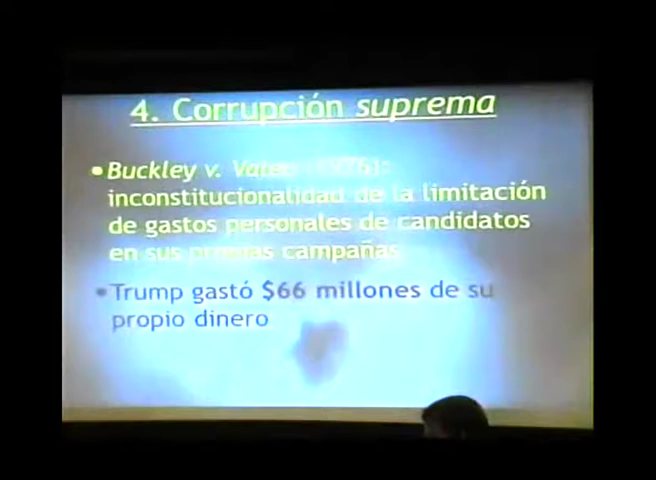 4. Corrupción suprema
•Buckley v. Valeo (1976):
inconstitucionalidad de la limitación
de gastos personales de candidatos
en sus propias campañas
•Trump gastó $66 millones de su
propio dinero